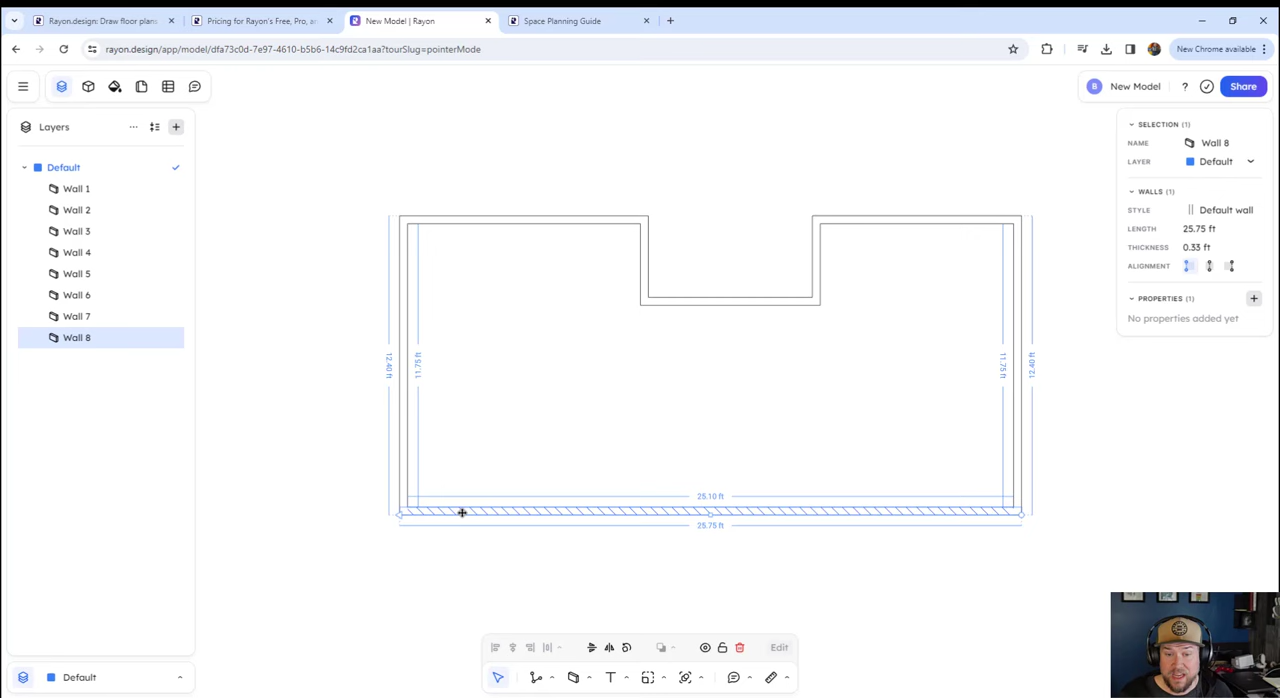 Rayon.design: Draw floor plans
Pricing for Rayon's Free, Pro, an
New Model | Rayon
Space Planning Guide
rayon.design/app/model/dfa73c0d-7e97-4610-b5b6-14c9fd2ca1aa?tourSlug=pointerMode
New Chrome available
B New Model ? Share
Layers
Default
Wall 1
Wall 2
Wall 3
Wall 4
Wall 5
Wall 6
Wall 7
Wall 8
SELECTION (1)
NAME Wall 8
LAYER Default
WALLS (1)
STYLE Default wall
LENGTH 25.75 ft
THICKNESS 0.33 ft
ALIGNMENT
PROPERTIES (1)
No properties added yet
12.40 ft
11.75 ft
11.75 ft
12.40 ft
25.10 ft
25.75 ft
Edit
Default